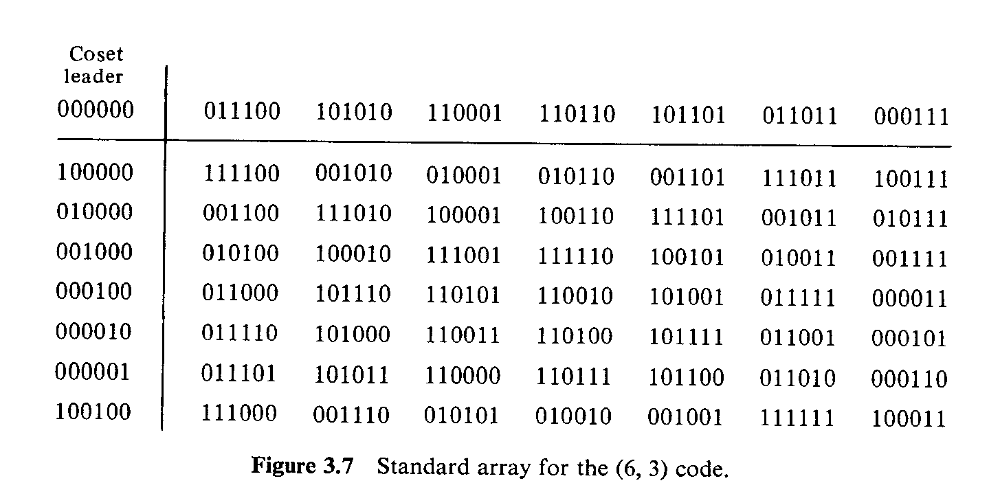 Coset
leader
000000 011100 101010 110001 110110 101101 011011 000111
100000 111100 001010 010001 010110 001101 111011 100111
010000 001100 111010 100001 100110 111101 001011 010111
001000 010100 100010 111001 111110 100101 010011 001111
000100 011000 101110 110101 110010 101001 011111 000011
000010 011110 101000 110011 110100 101111 011001 000101
000001 011101 101011 110000 110111 101100 011010 000110
100100 111000 001110 010101 010010 001001 111111 100011
Figure 3.7 Standard array for the (6, 3) code.